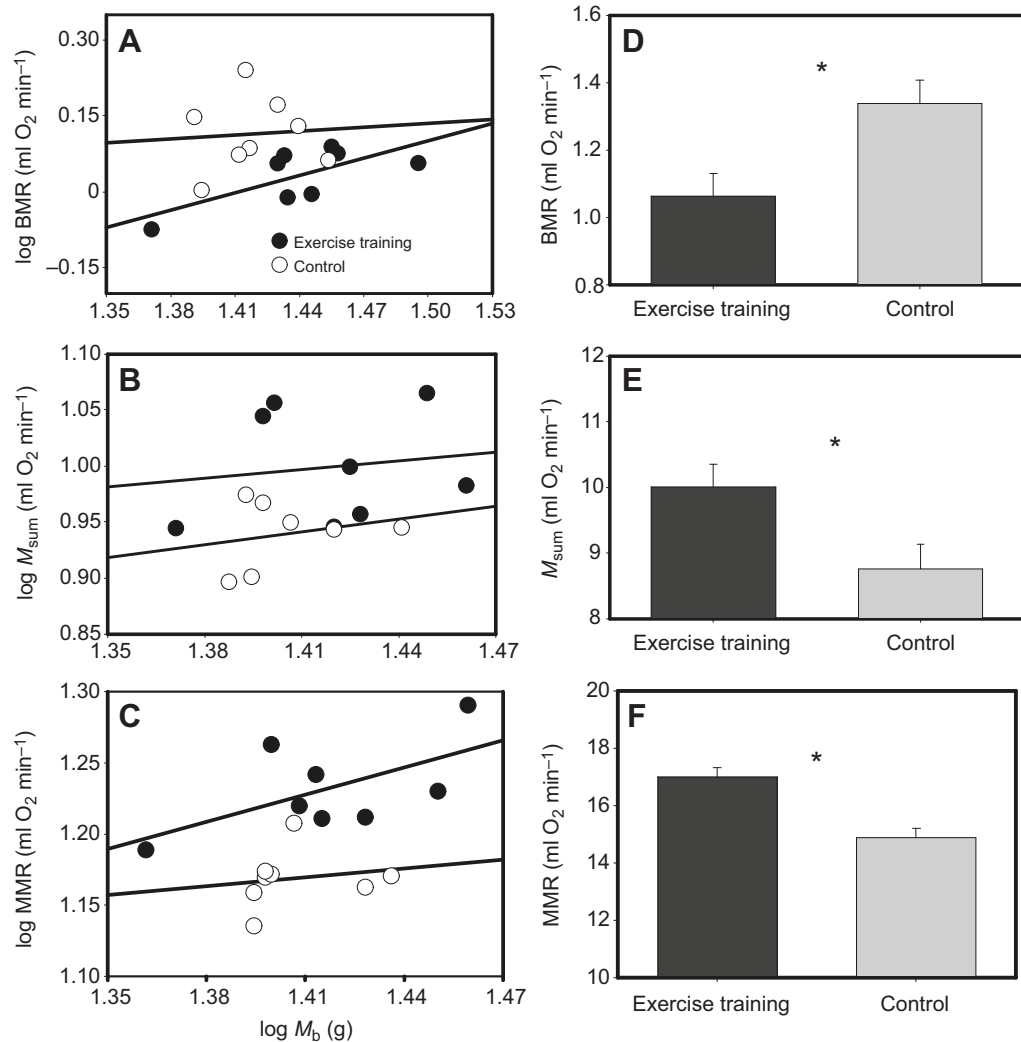 A
log BMR (ml O₂ min⁻¹)
0.30
0.15
0
–0.15
Exercise training
Control
1.35 1.38 1.41 1.44 1.47 1.50 1.53
D
*
BMR (ml O₂ min⁻¹)
1.6
1.4
1.2
1.0
0.8
Exercise training Control
B
log Msum (ml O₂ min⁻¹)
1.10
1.05
1.00
0.95
0.90
0.85
1.35 1.38 1.41 1.44 1.47
E
*
Msum (ml O₂ min⁻¹)
12
11
10
9
8
Exercise training Control
C
log MMR (ml O₂ min⁻¹)
1.30
1.25
1.20
1.15
1.10
1.35 1.38 1.41 1.44 1.47
log Mb (g)
F
*
MMR (ml O₂ min⁻¹)
20
18
16
14
12
10
Exercise training Control